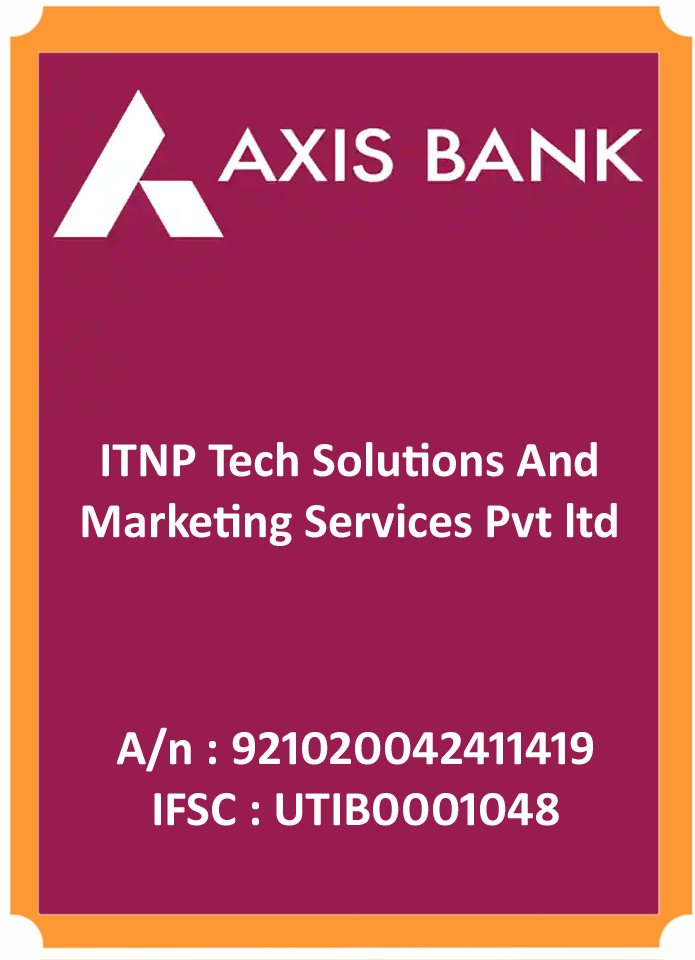 AXIS BANK
ITNP Tech Solutions And
Marketing Services Pvt ltd
A/n : 921020042411419
IFSC : UTIB0001048